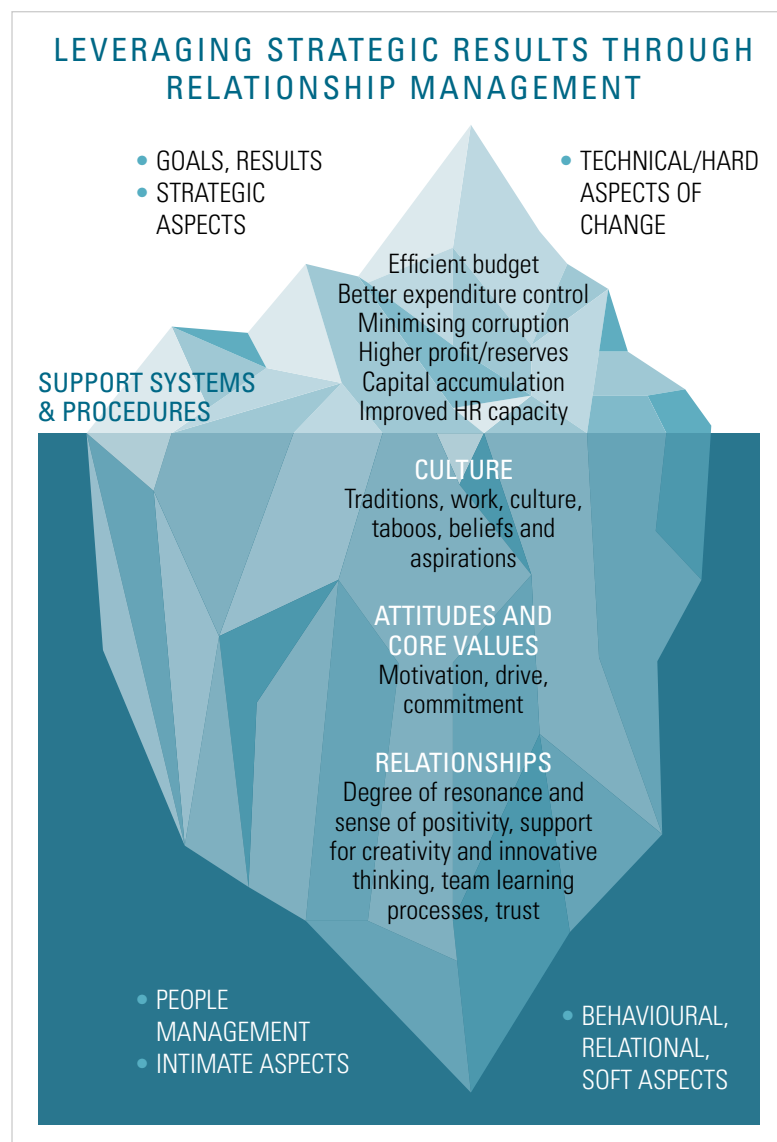 LEVERAGING STRATEGIC RESULTS THROUGH
RELATIONSHIP MANAGEMENT
• GOALS, RESULTS
• STRATEGIC
ASPECTS
• TECHNICAL/HARD
ASPECTS OF
CHANGE
Efficient budget
Better expenditure control
Minimising corruption
Higher profit/reserves
Capital accumulation
Improved HR capacity
SUPPORT SYSTEMS
& PROCEDURES
CULTURE
Traditions, work, culture,
taboos, beliefs and
aspirations
ATTITUDES AND
CORE VALUES
Motivation, drive,
commitment
RELATIONSHIPS
Degree of resonance and
sense of positivity, support
for creativity and innovative
thinking, team learning
processes, trust
• PEOPLE
MANAGEMENT
• INTIMATE ASPECTS
• BEHAVIOURAL,
RELATIONAL,
SOFT ASPECTS